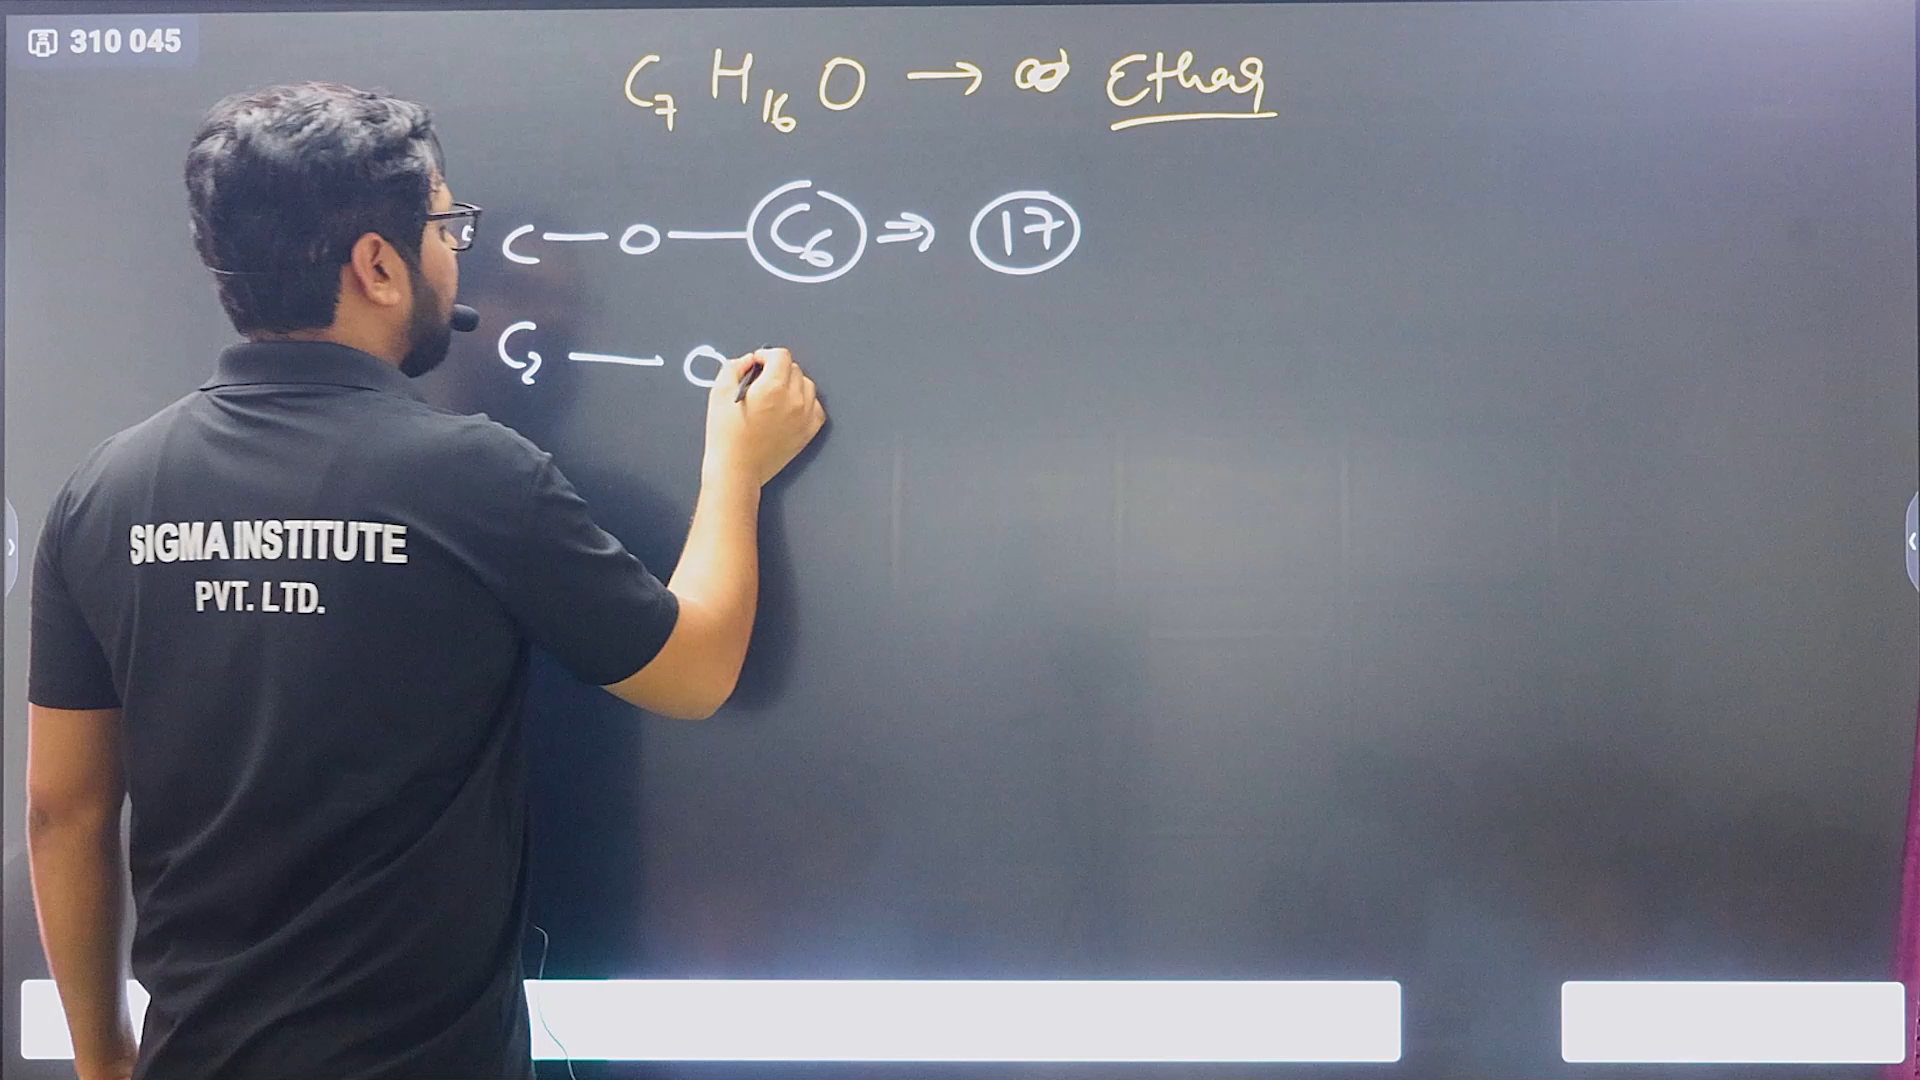 310 045
C₇ H₁₆ O → Ether
C — O — C₆ ⇒ 17
C₂ — O
SIGMA INSTITUTE
PVT. LTD.